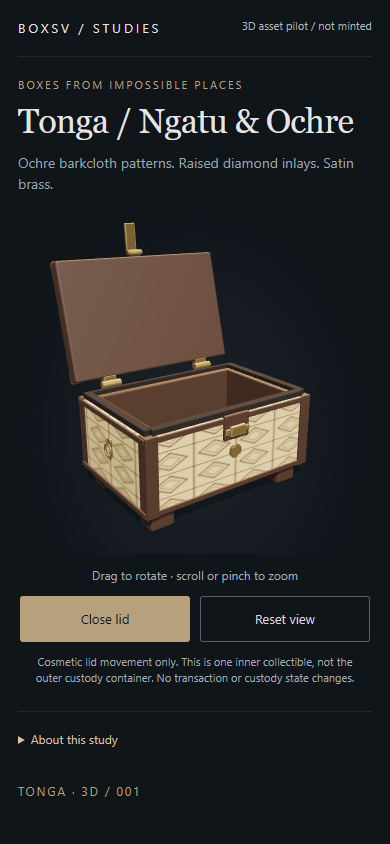 BOXSV / STUDIES
3D asset pilot / not minted
BOXES FROM IMPOSSIBLE PLACES
Tonga / Ngatu & Ochre
Ochre barkcloth patterns. Raised diamond inlays. Satin
brass.
Drag to rotate · scroll or pinch to zoom
Close lid
Reset view
Cosmetic lid movement only. This is one inner collectible, not the
outer custody container. No transaction or custody state changes.
About this study
TONGA · 3D / 001